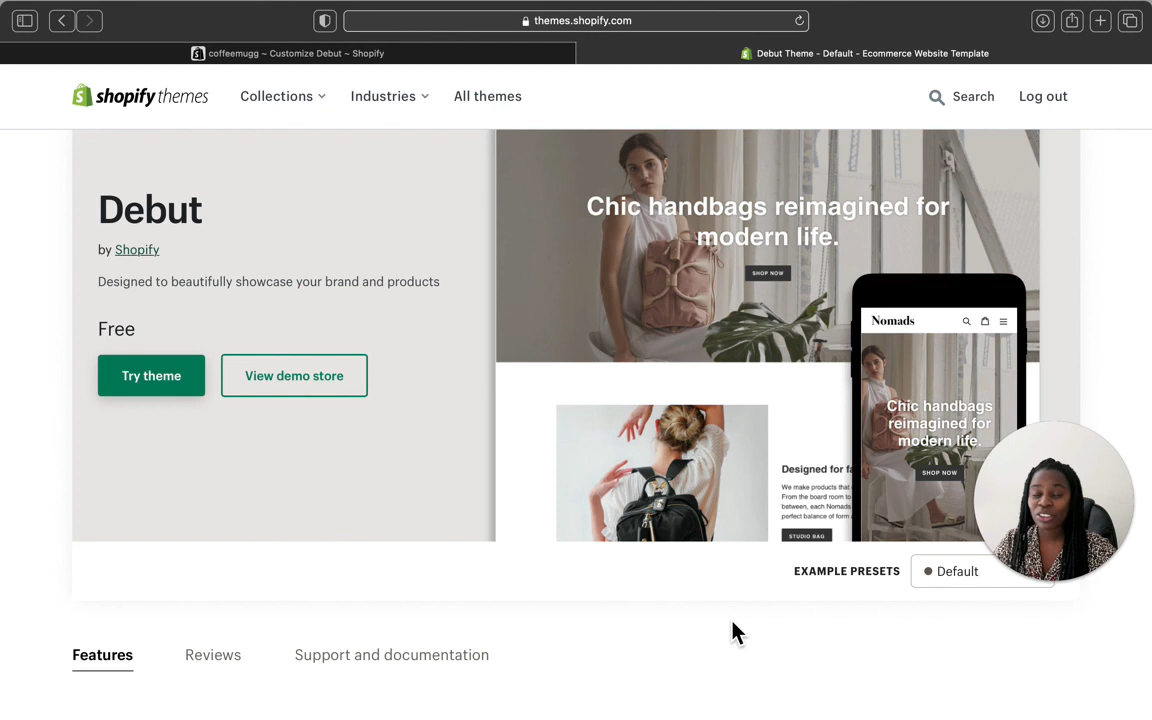 themes.shopify.com
coffeemugg ~ Customize Debut ~ Shopify
Debut Theme - Default - Ecommerce Website Template
shopify themes
Collections
Industries
All themes
Search
Log out
Debut
by Shopify
Designed to beautifully showcase your brand and products
Free
Try theme
View demo store
Chic handbags reimagined for
modern life.
SHOP NOW
Nomads
Chic handbags
reimagined for
modern life.
SHOP NOW
Designed for fa
We make products that
From the board room to
between, each Nomads
perfect balance of form
STUDIO BAG
EXAMPLE PRESETS
Default
Features
Reviews
Support and documentation